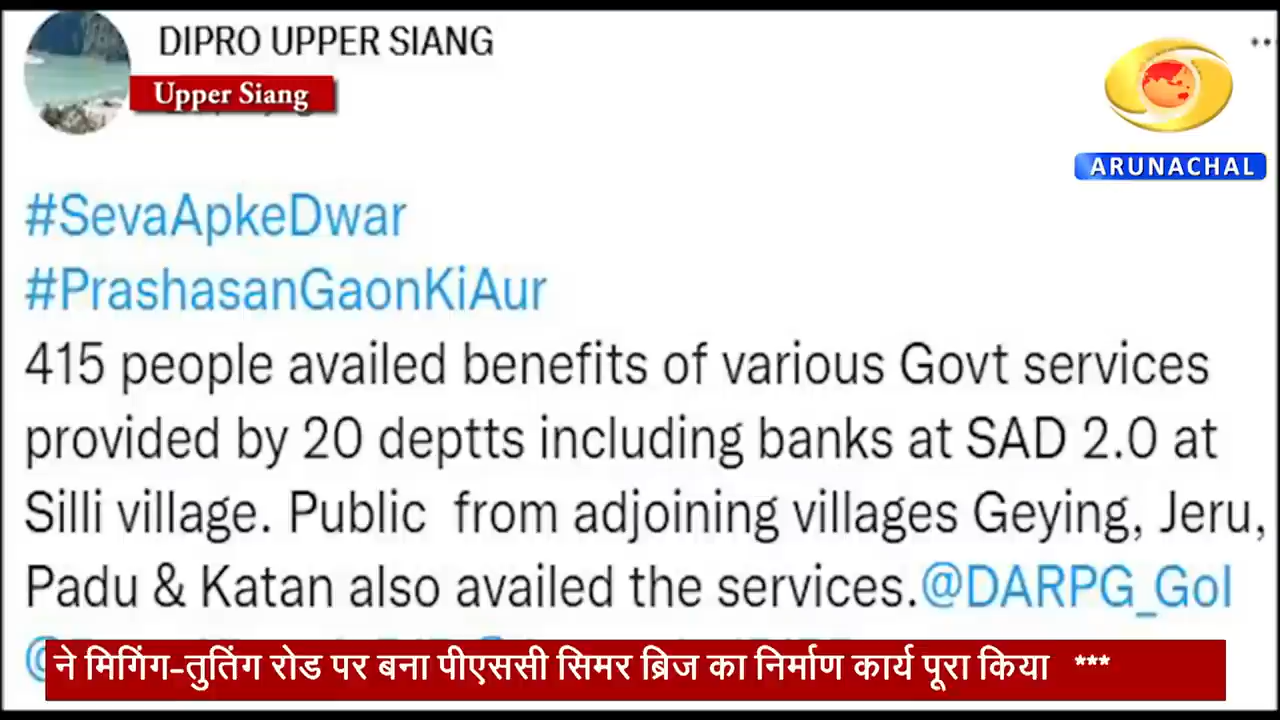 DIPRO UPPER SIANG
Upper Siang
ARUNACHAL
#SevaApkeDwar
#PrashasanGaonKiAur
415 people availed benefits of various Govt services
provided by 20 deptts including banks at SAD 2.0 at
Silli village. Public from adjoining villages Geying, Jeru,
Padu & Katan also availed the services.@DARPG_GoI
ने मिगिंग-तुतिंग रोड पर बना पीएससी सिमर ब्रिज का निर्माण कार्य पूरा किया ***